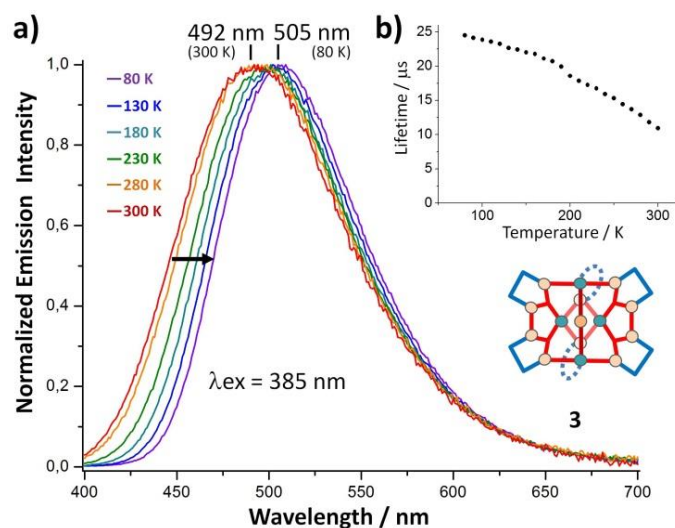 a)
492 nm
(300 K)
505 nm
(80 K)
1,0
0,8
0,6
0,4
0,2
0,0
Normalized Emission Intensity
80 K
130 K
180 K
230 K
280 K
300 K
λex = 385 nm
400 450 500 550 600 650 700
Wavelength / nm
b)
25
20
15
10
5
0
Lifetime / µs
100 200 300
Temperature / K
3